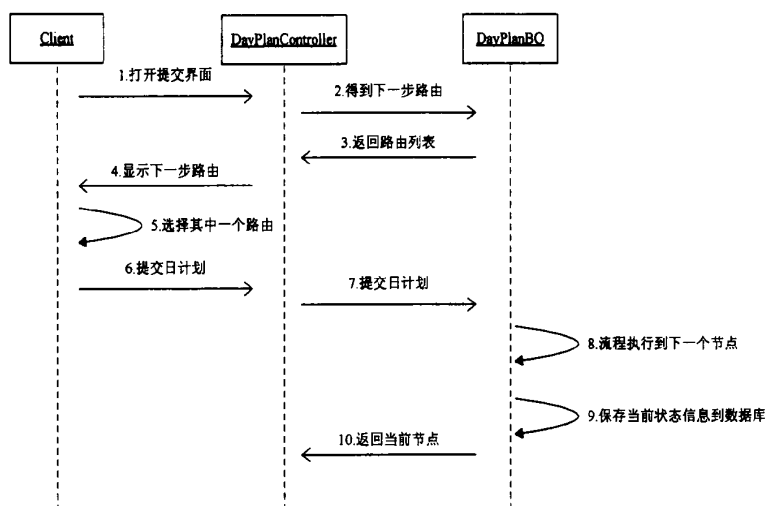 Client
DayPlanController
DayPlanBO
1.打开提交界面
2.得到下一步路由
3.返回路由列表
4.显示下一步路由
5.选择其中一个路由
6.提交日计划
7.提交日计划
8.流程执行到下一个节点
9.保存当前状态信息到数据库
10.返回当前节点